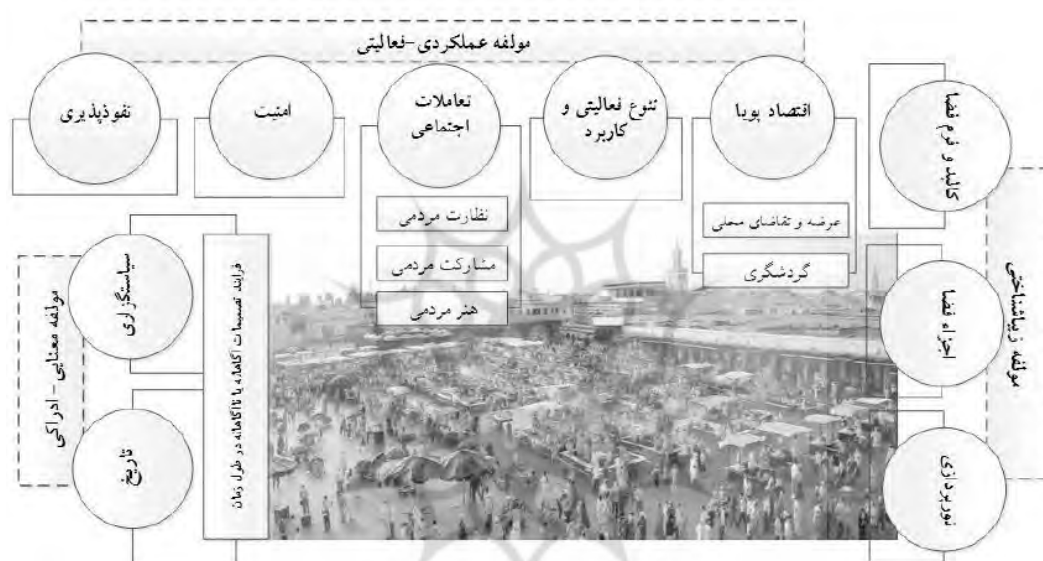 مولفه عملکردی-فعالیتی
اقتصاد پویا
تنوع فعالیتی و
کاربرد
تعاملات
اجتماعی
امنیت
نفوذپذیری
عرضه و تقاضای محلی
گردشگری
نظارت مردمی
مشارکت مردمی
هنر مردمی
مولفه زیباشناختی
کالبد و فرم فضا
اجزاء فضا
نورپردازی
فرایند تصمیمات آگاهانه یا ناآگاهانه در طول زمان
سیاستگزاری
تاریخ
مولفه معنایی - ادراکی